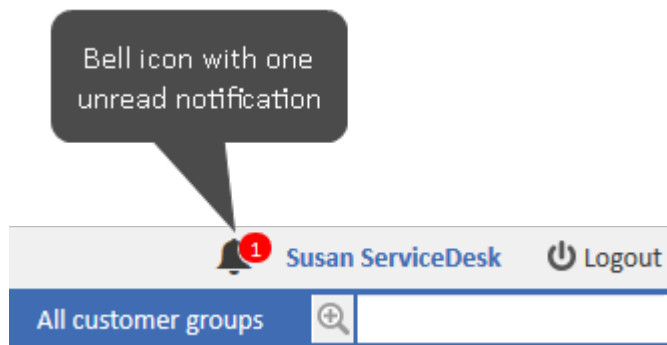 Bell icon with one
unread notification
1 Susan ServiceDesk Logout
All customer groups